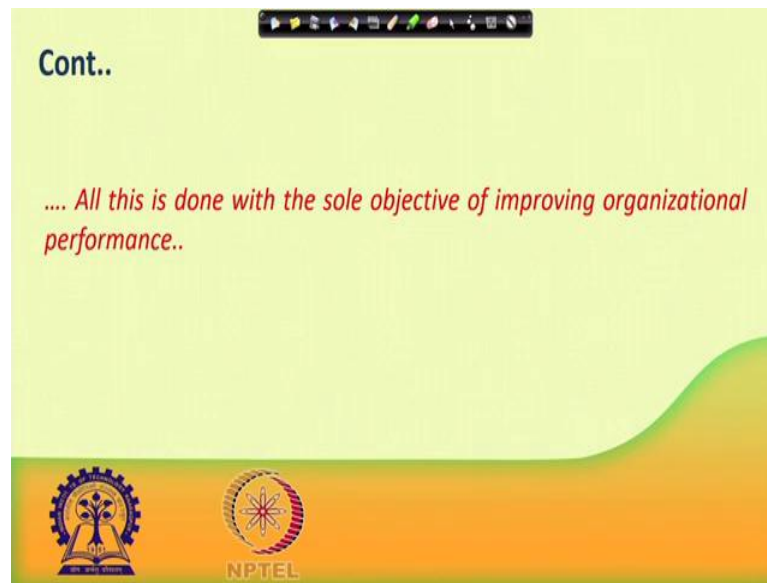 Cont..
.... All this is done with the sole objective of improving organizational
performance..
NPTEL